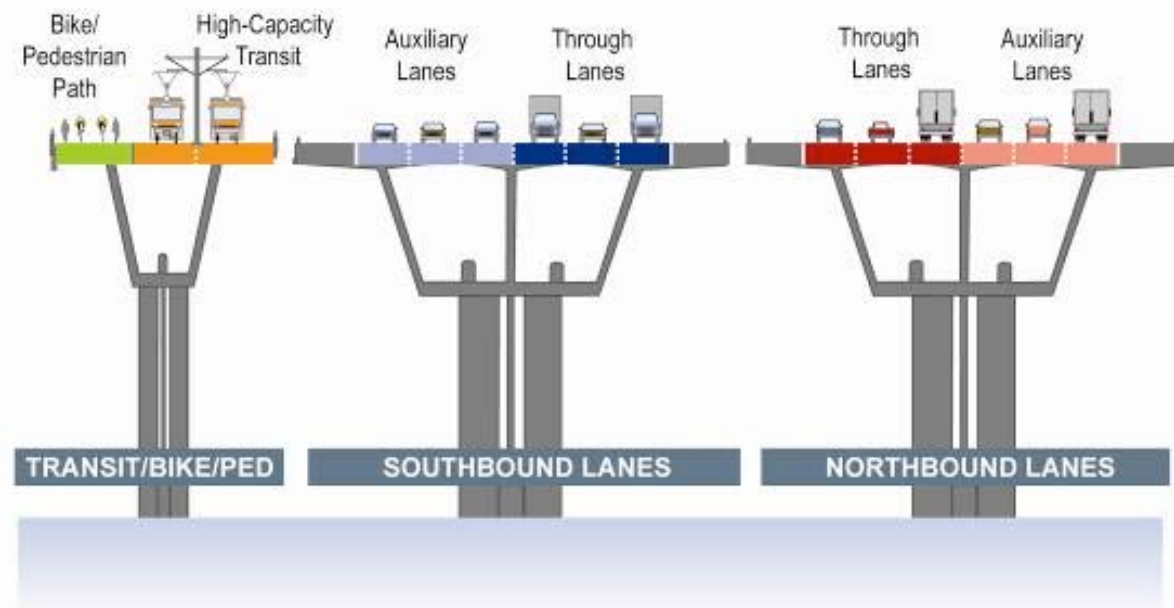 Bike/
Pedestrian
Path
High-Capacity
Transit
Auxiliary
Lanes
Through
Lanes
Through
Lanes
Auxiliary
Lanes
TRANSIT/BIKE/PED
SOUTHBOUND LANES
NORTHBOUND LANES